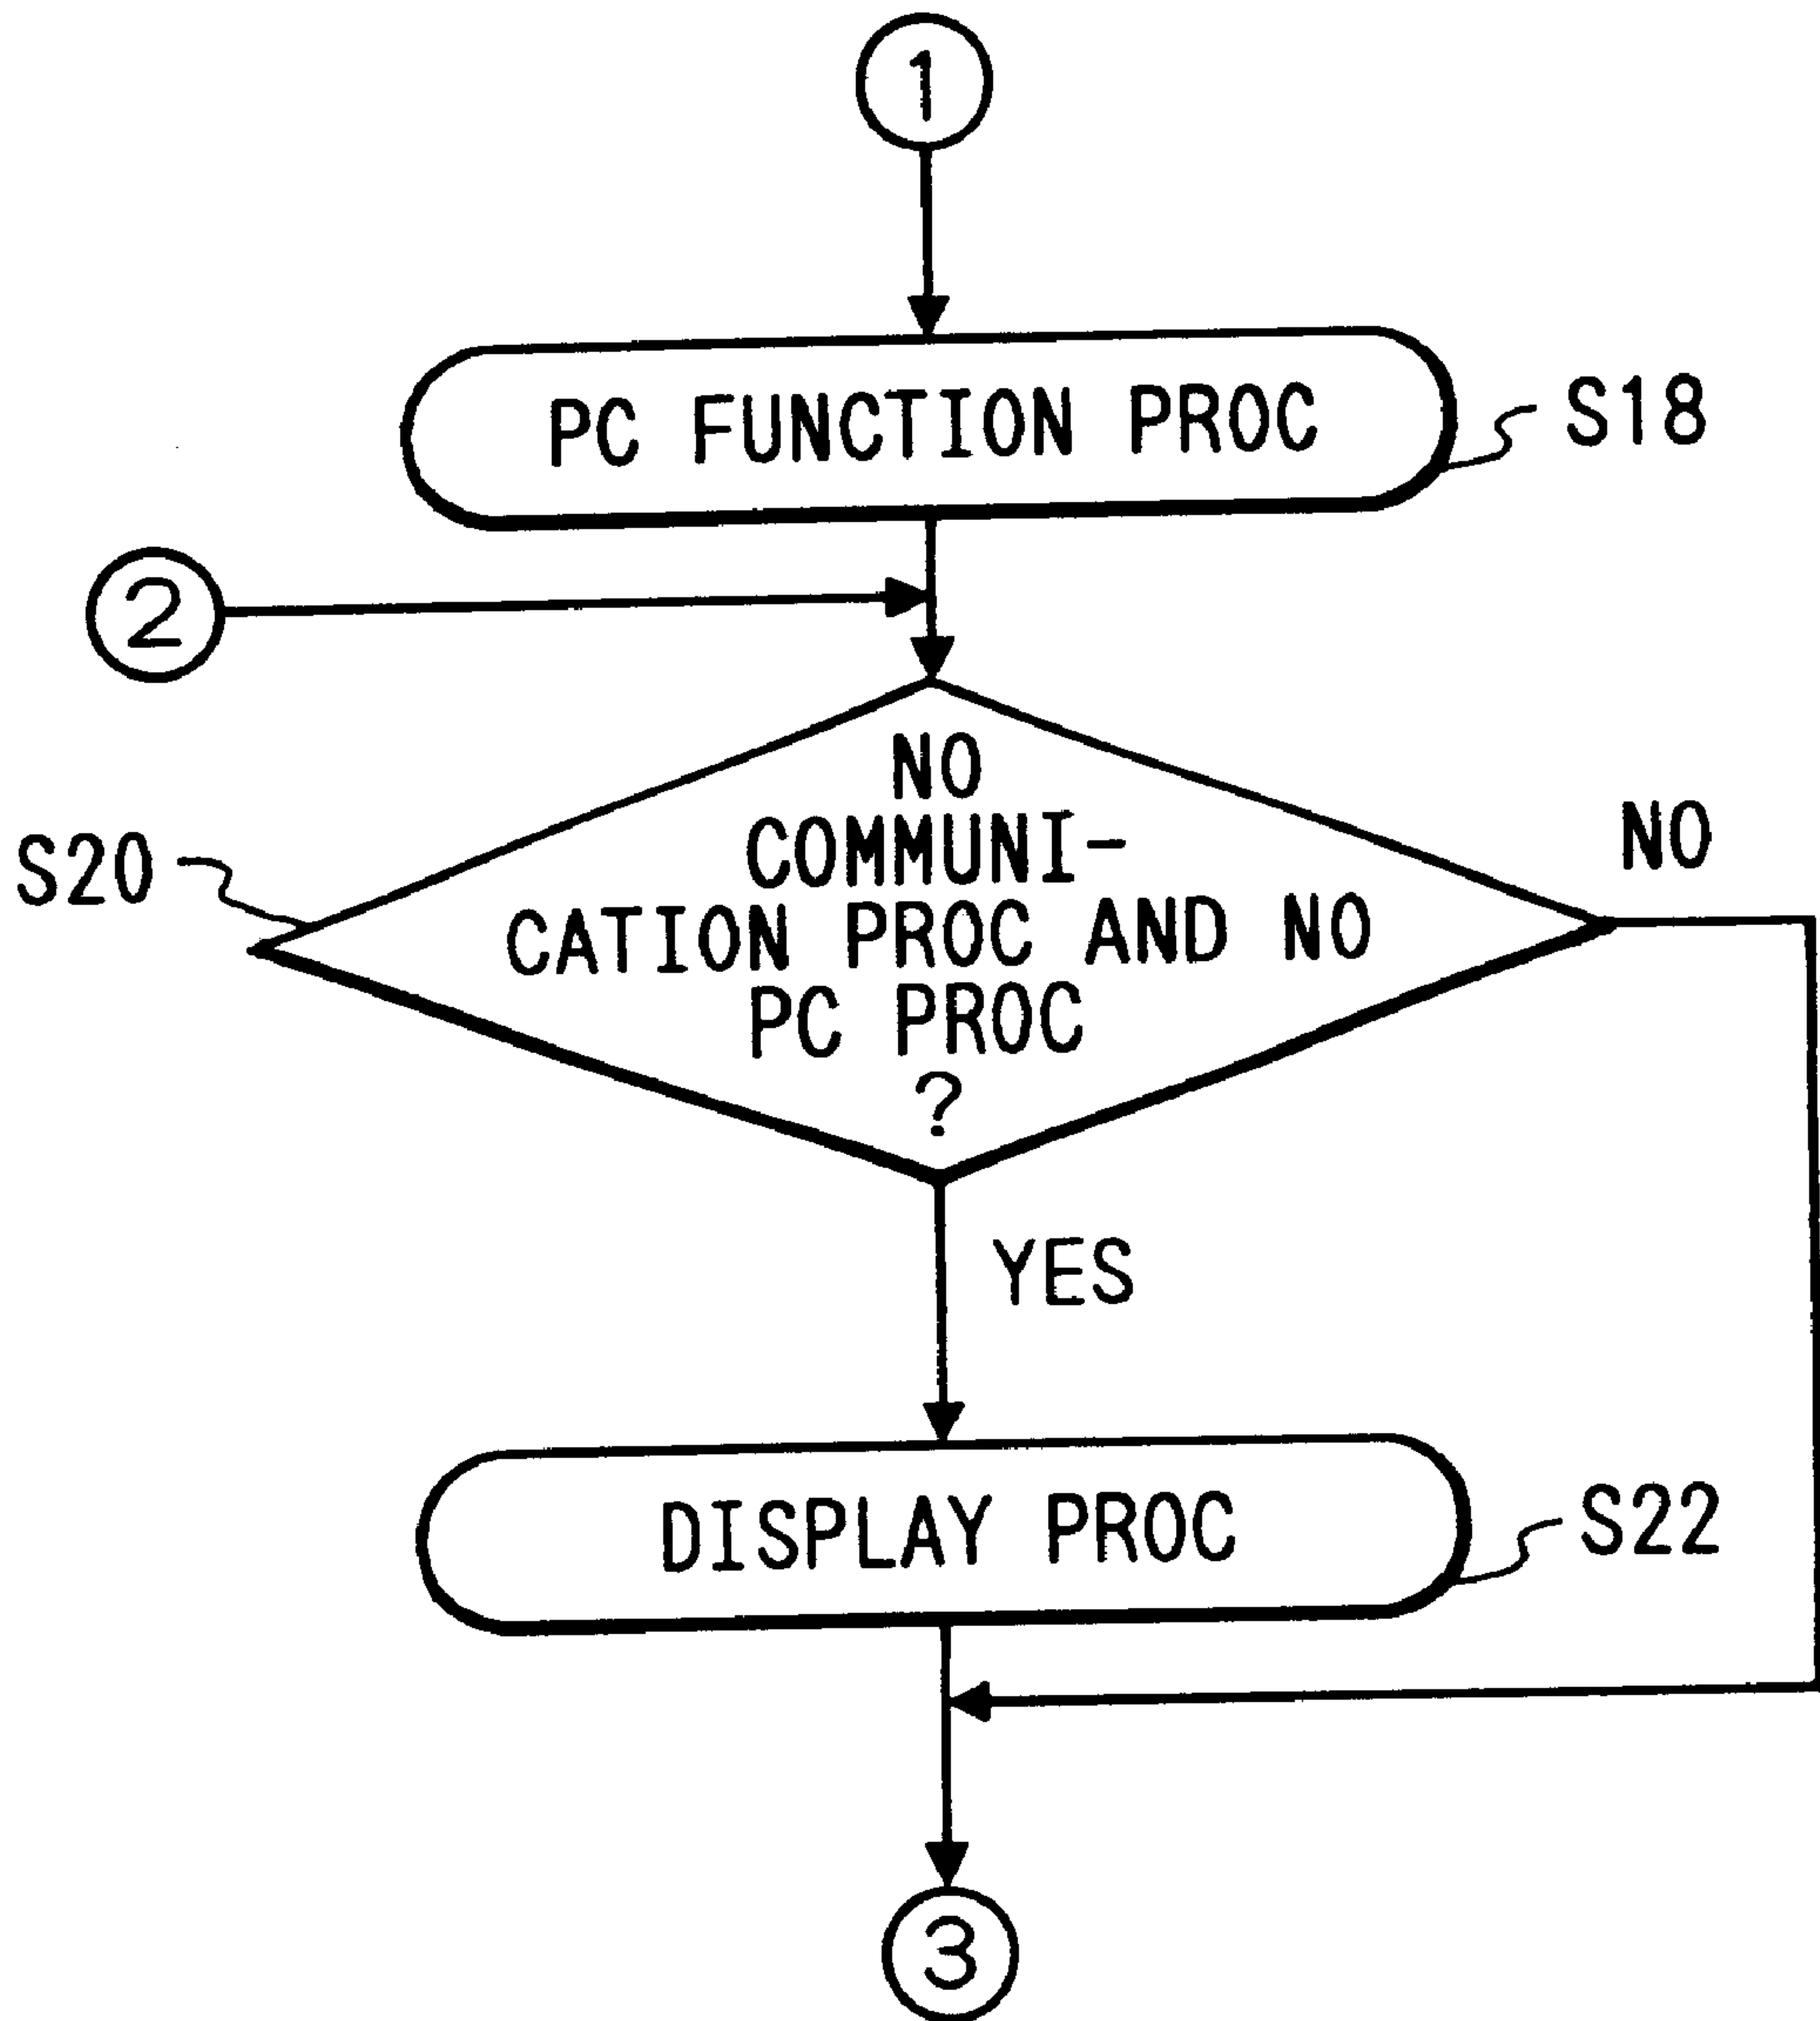 1
PC FUNCTION PROC
S18
2
NO
COMMUNI-
CATION PROC AND NO
PC PROC
?
S20
NO
YES
DISPLAY PROC
S22
3